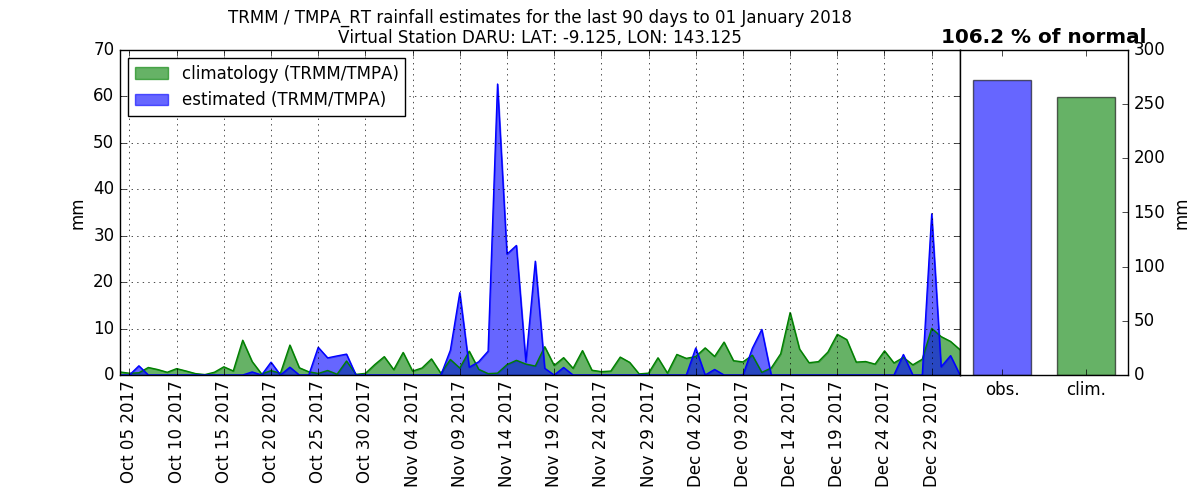 TRMM / TMPA_RT rainfall estimates for the last 90 days to 01 January 2018
Virtual Station DARU: LAT: -9.125, LON: 143.125
106.2 % of normal
climatology (TRMM/TMPA)
estimated (TRMM/TMPA)
mm
70
60
50
40
30
20
10
0
Oct 05 2017
Oct 10 2017
Oct 15 2017
Oct 20 2017
Oct 25 2017
Oct 30 2017
Nov 04 2017
Nov 09 2017
Nov 14 2017
Nov 19 2017
Nov 24 2017
Nov 29 2017
Dec 04 2017
Dec 09 2017
Dec 14 2017
Dec 19 2017
Dec 24 2017
Dec 29 2017
obs.
clim.
300
250
200
150
100
50
0
mm